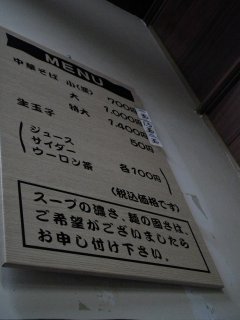 MENU
中華そば 小(並) 700円
大 1,000円
特大 1,400円
生玉子 50円
ジュース
サイダー
ウーロン茶 各100円
(税込価格です)
スープの濃さ、麺の固さは、
ご希望がございましたら
お申し付け下さい。